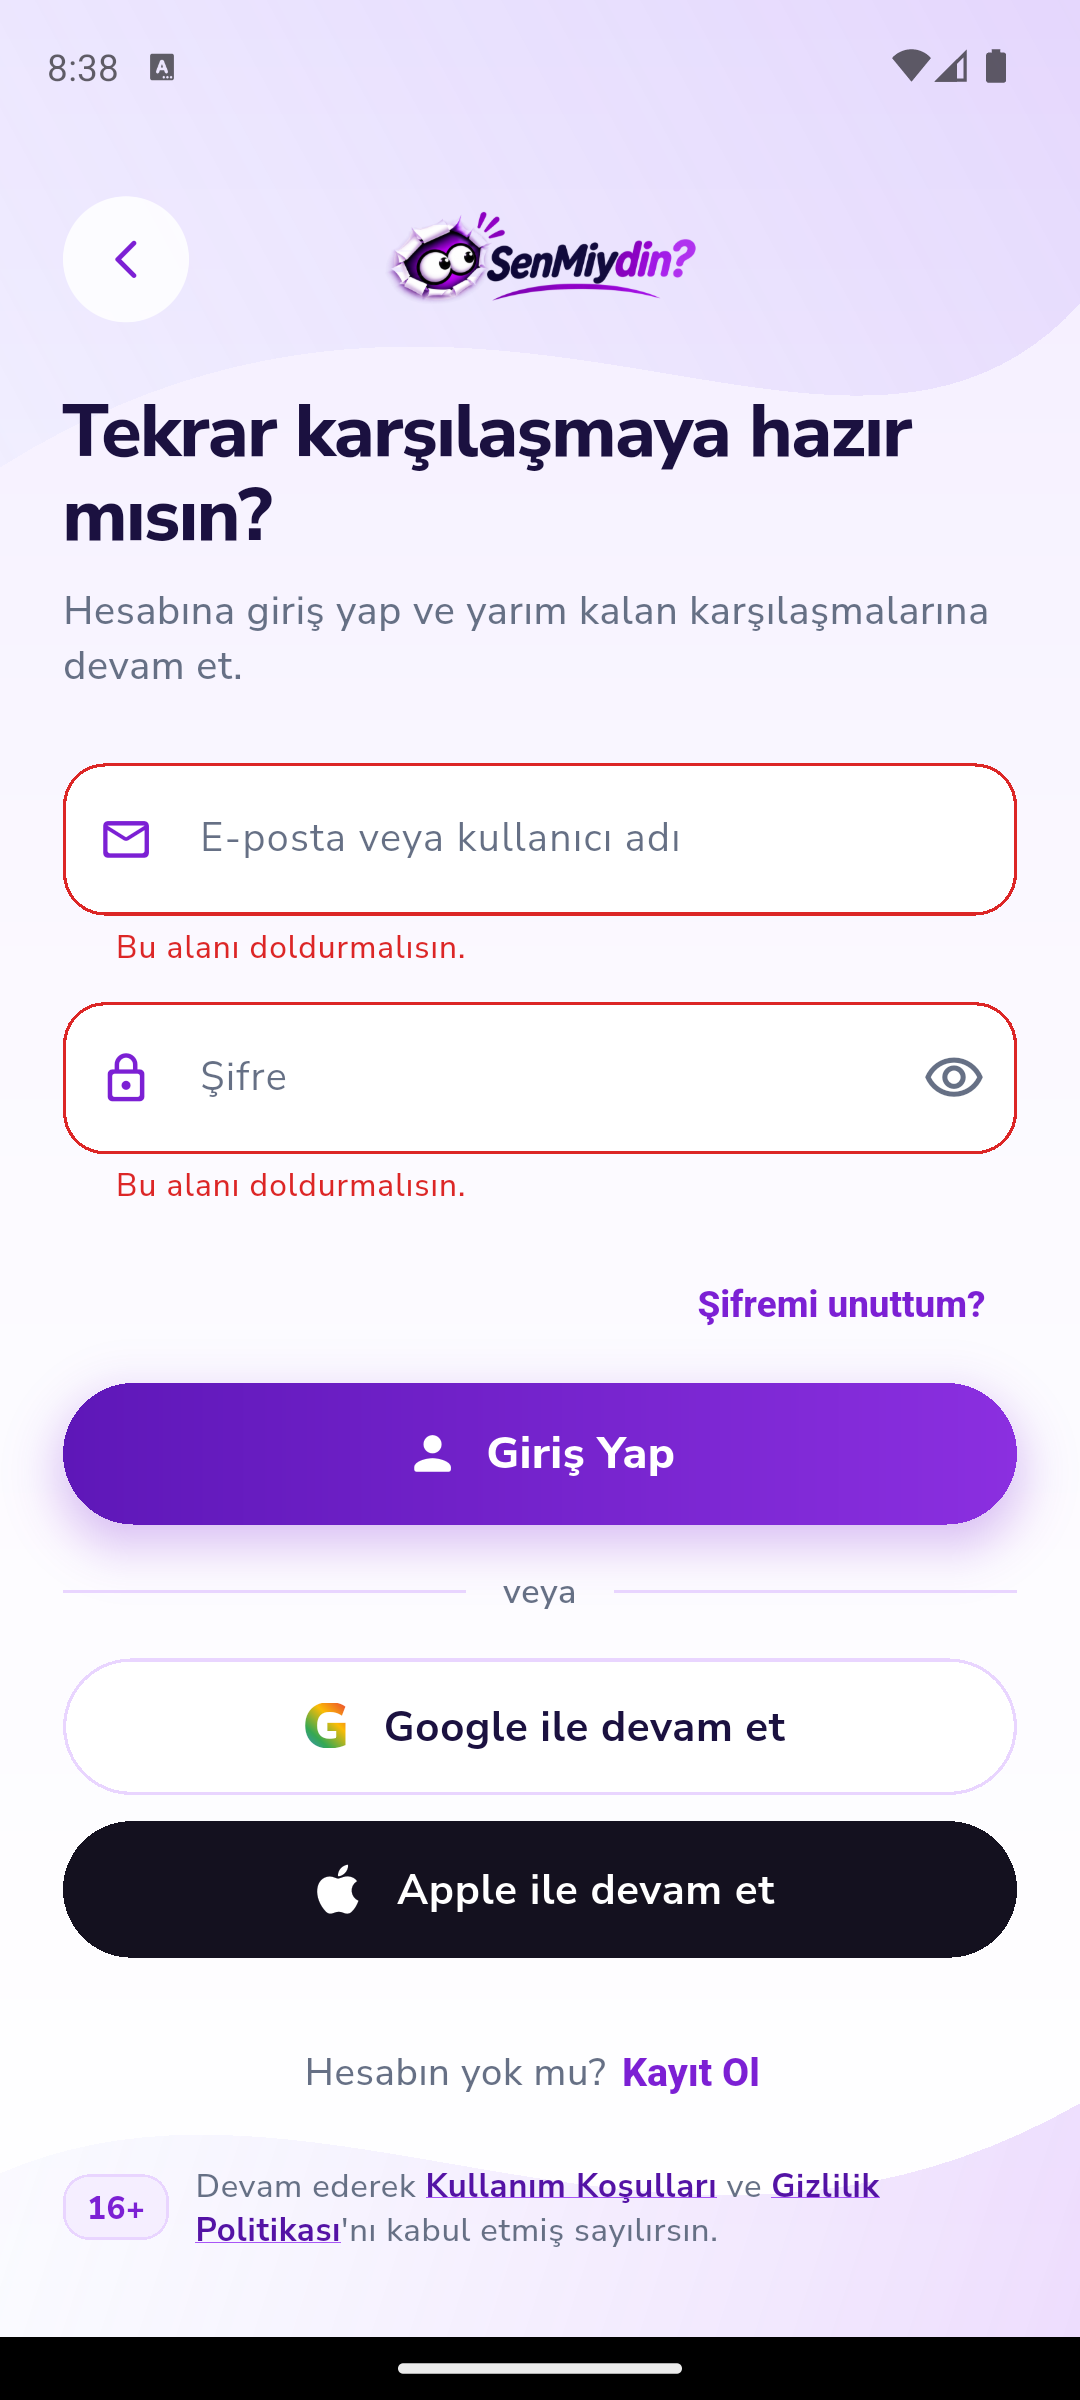 8:38
SenMiydin?
Tekrar karşılaşmaya hazır
mısın?
Hesabına giriş yap ve yarım kalan karşılaşmalarına
devam et.
E-posta veya kullanıcı adı
Bu alanı doldurmalısın.
Şifre
Bu alanı doldurmalısın.
Şifremi unuttum?
Giriş Yap
veya
G Google ile devam et
Apple ile devam et
Hesabın yok mu? Kayıt Ol
16+
Devam ederek Kullanım Koşulları ve Gizlilik
Politikası'nı kabul etmiş sayılırsın.